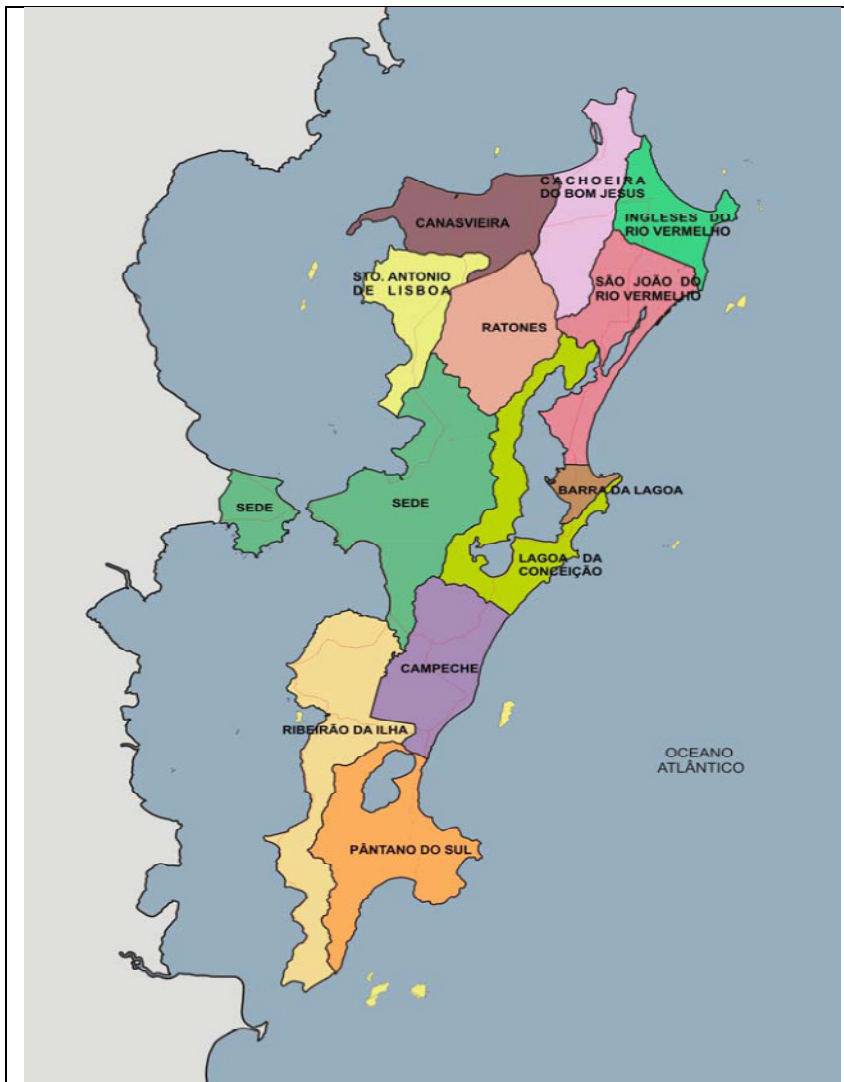 C A C H O E I R A
DO BOM JESUS
CANASVIEIRA
INGLESES DO
RIO VERMELHO
STO. ANTONIO
DE LISBOA
SÃO JOÃO DO
RIO VERMELHO
RATONES
BARRA DA LAGOA
SEDE
SEDE
LAGOA DA
CONCEIÇÃO
CAMPECHE
RIBEIRÃO DA ILHA
OCEANO
ATLÂNTICO
PÂNTANO DO SUL